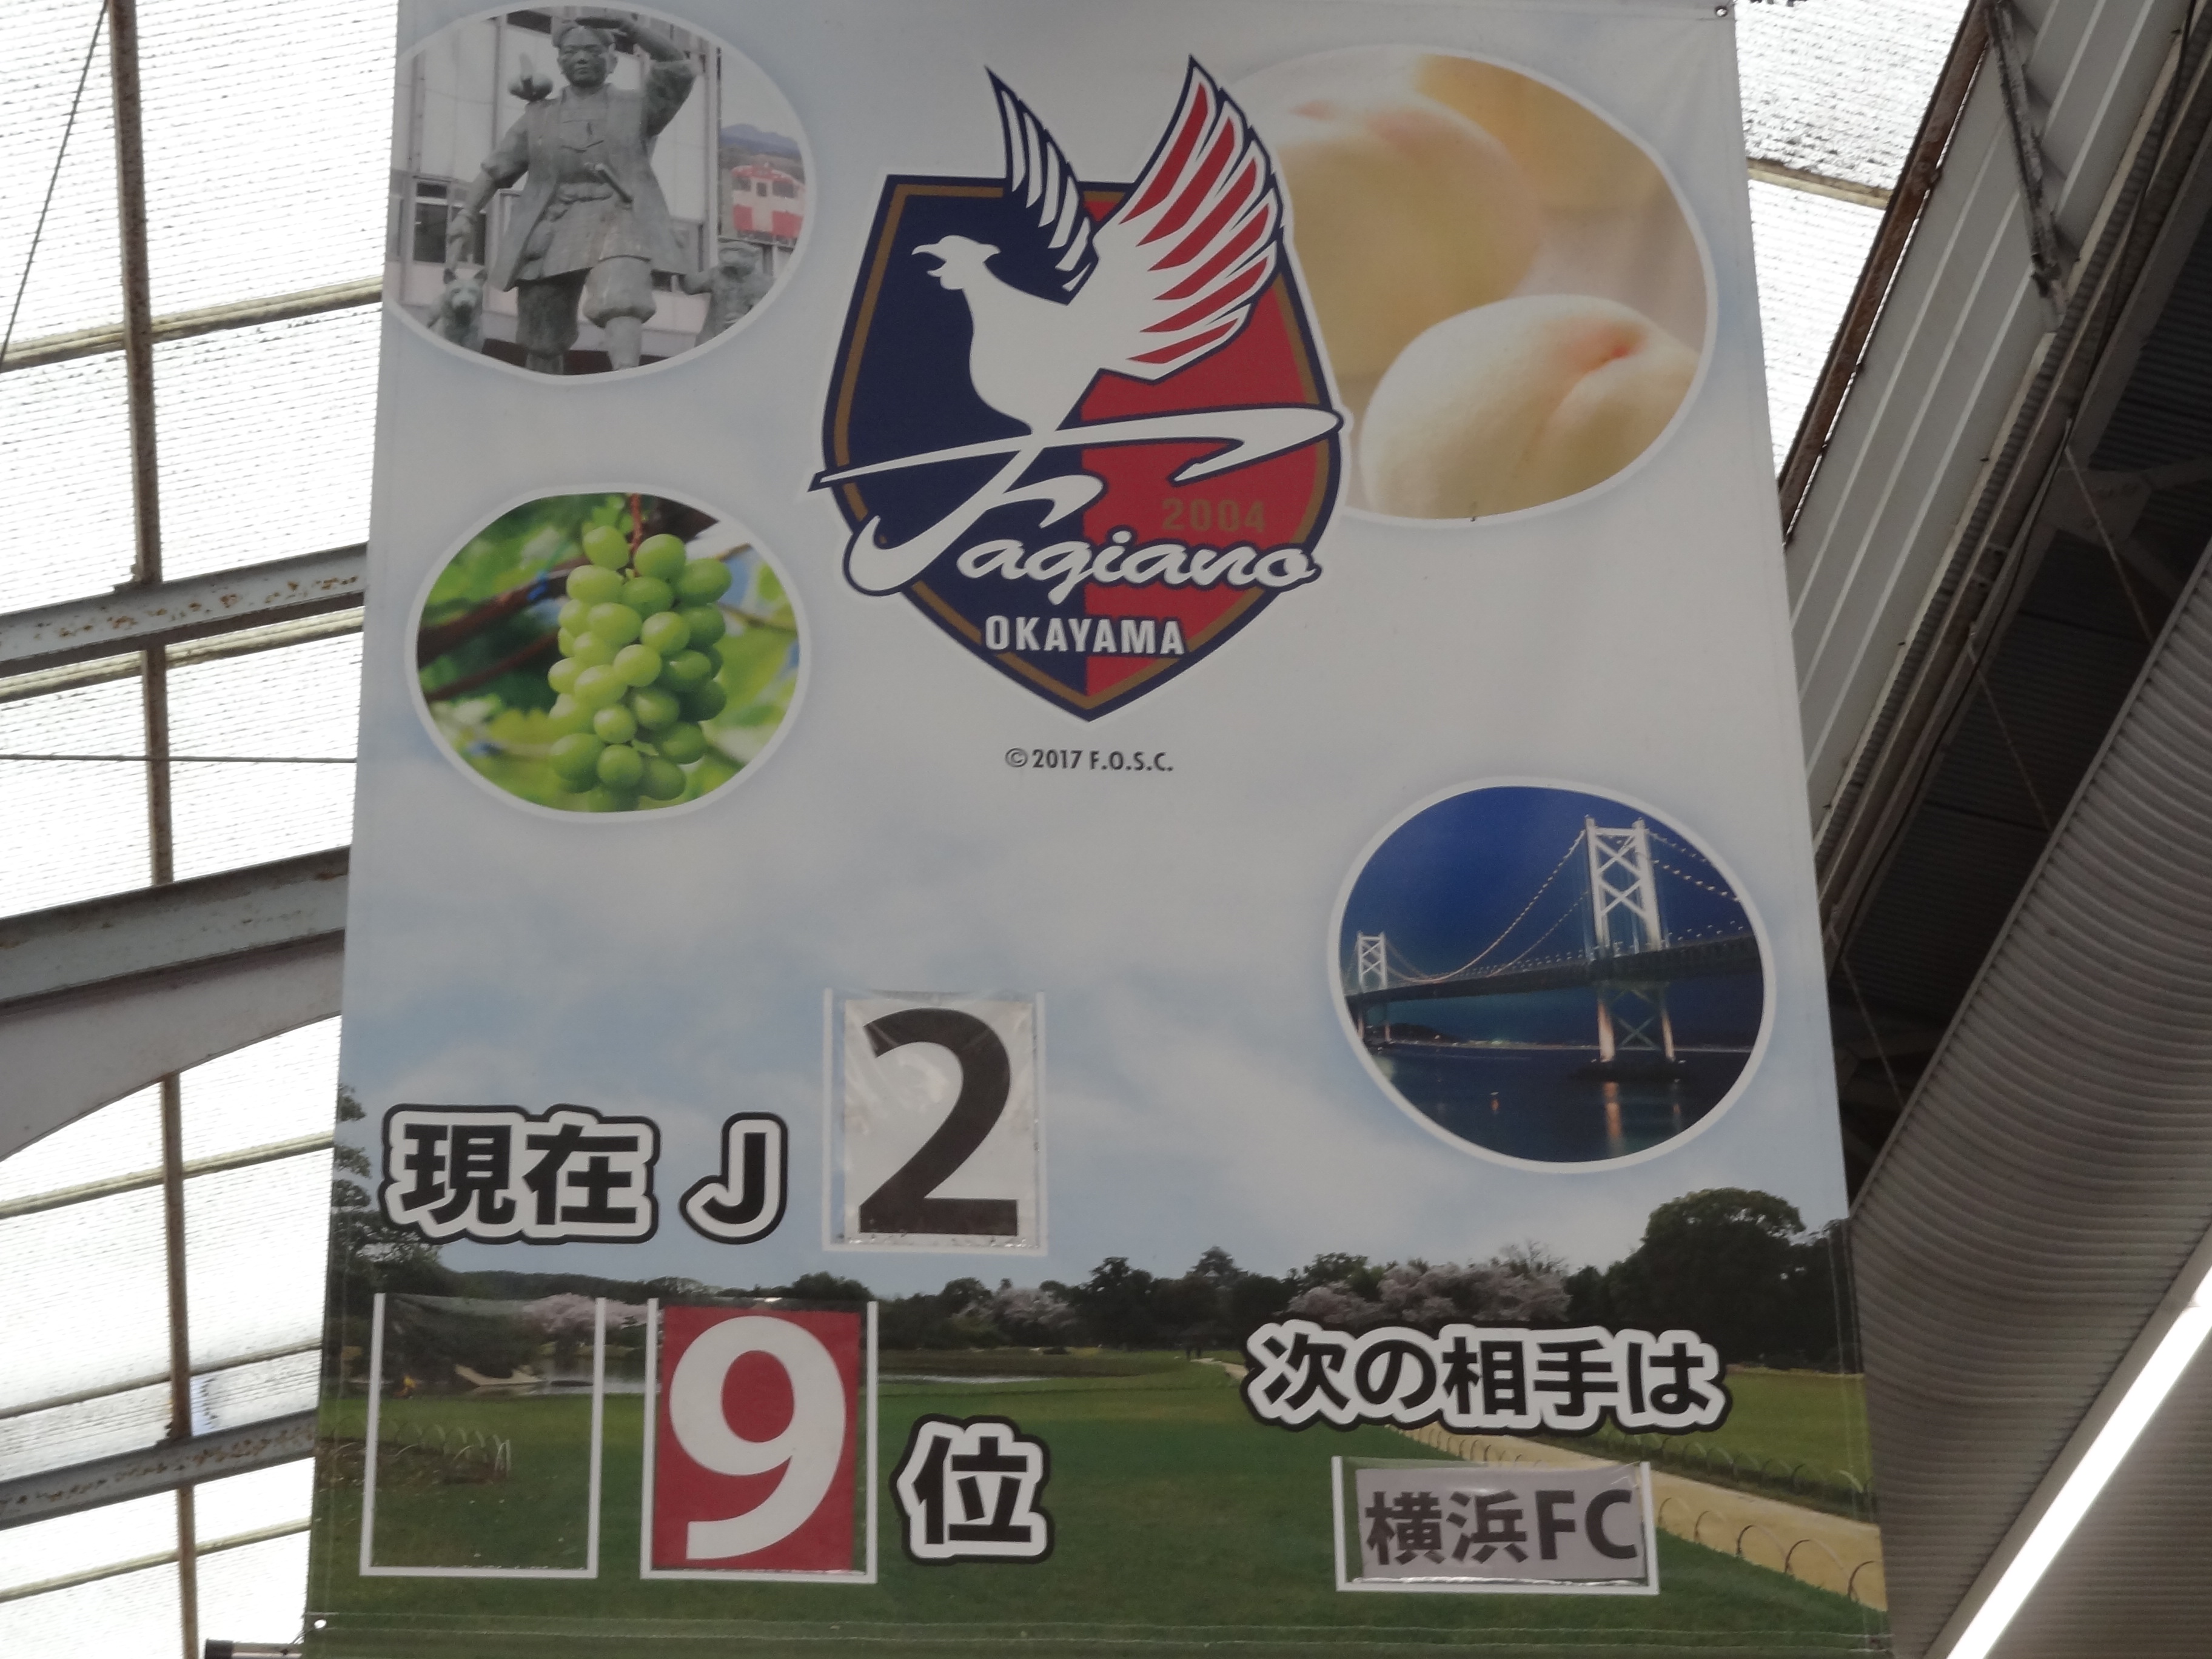 2004
Fagiano
OKAYAMA
© 2017 F.O.S.C.
現在 J 2
9 位
次の相手は
横浜FC